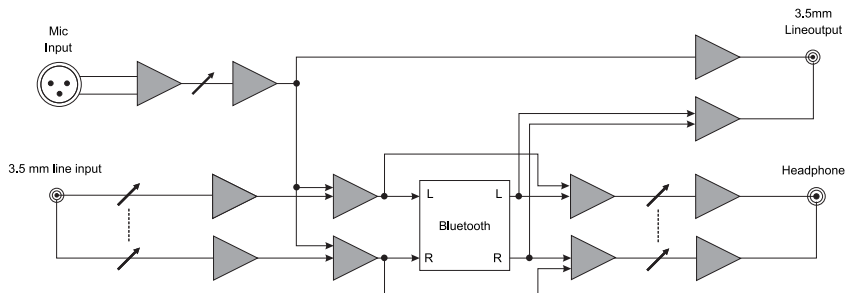 Mic
Input
3.5mm
Lineoutput
3.5 mm line input
Headphone
L
L
Bluetooth
R
R